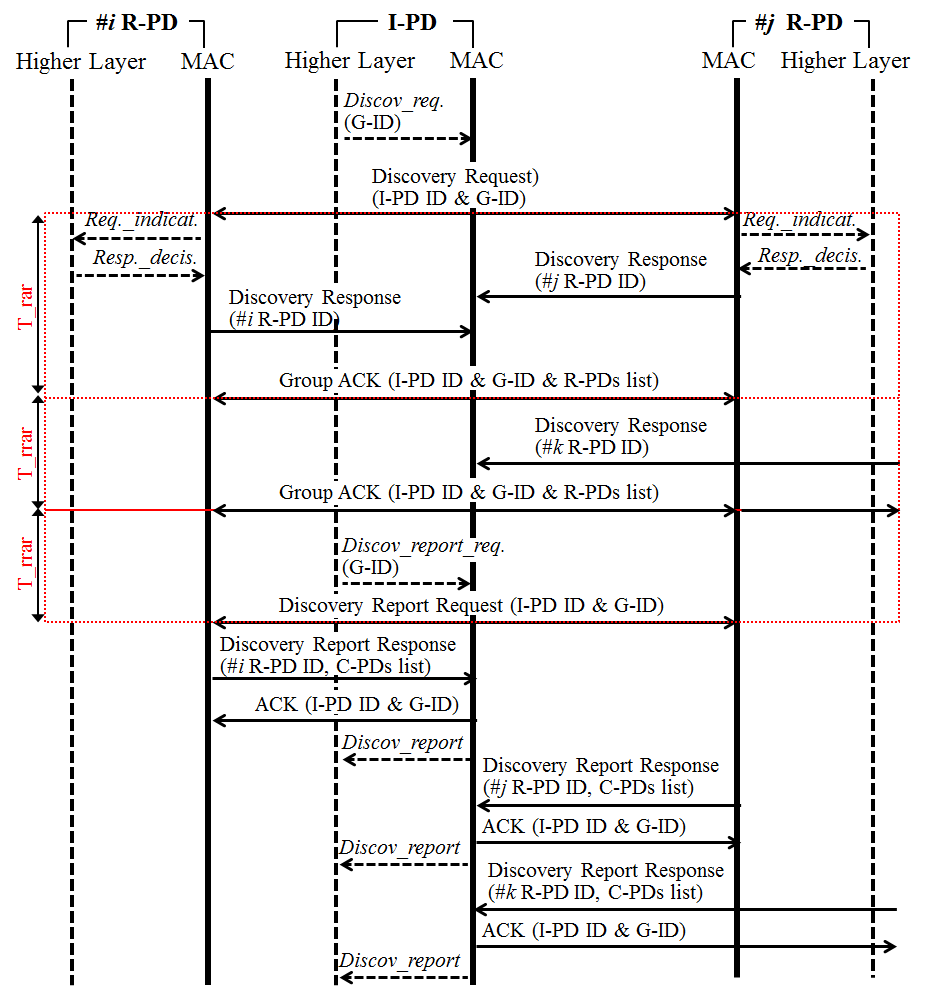 #i R-PD
I-PD
#j R-PD
Higher Layer
MAC
Higher Layer
MAC
MAC
Higher Layer
Discov_req.
(G-ID)
Discovery Request)
(I-PD ID & G-ID)
Req._indicat.
Req._indicat.
Resp._decis.
Resp._decis.
Discovery Response
(#j R-PD ID)
Discovery Response
(#i R-PD ID)
T_rar
Group ACK (I-PD ID & G-ID & R-PDs list)
Discovery Response
(#k R-PD ID)
T_rrar
Group ACK (I-PD ID & G-ID & R-PDs list)
Discov_report_req.
(G-ID)
T_rrar
Discovery Report Request (I-PD ID & G-ID)
Discovery Report Response
(#i R-PD ID, C-PDs list)
ACK (I-PD ID & G-ID)
Discov_report
Discovery Report Response
(#j R-PD ID, C-PDs list)
ACK (I-PD ID & G-ID)
Discov_report
Discovery Report Response
(#k R-PD ID, C-PDs list)
ACK (I-PD ID & G-ID)
Discov_report